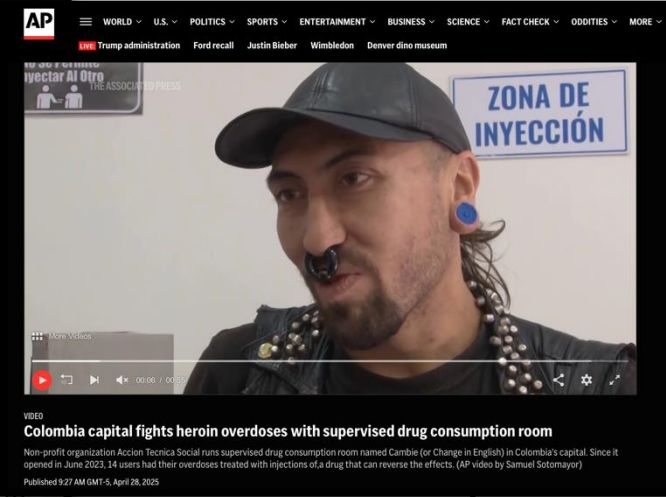 AP
WORLD U.S. POLITICS SPORTS ENTERTAINMENT BUSINESS SCIENCE FACT CHECK ODDITIES MORE
LIVE: Trump administration Ford recall Justin Bieber Wimbledon Denver dino museum
No Se Permite
nyectar Al Otro
THE ASSOCIATED PRESS
ZONA DE
INYECCIÓN
More Videos
00:06 / 00:55
VIDEO
Colombia capital fights heroin overdoses with supervised drug consumption room
Non-profit organization Accion Tecnica Social runs supervised drug consumption room named Cambie (or Change in English) in Colombia's capital. Since it
opened in June 2023, 14 users had their overdoses treated with injections of,a drug that can reverse the effects. (AP video by Samuel Sotomayor)
Published 9:27 AM GMT-5, April 28, 2025